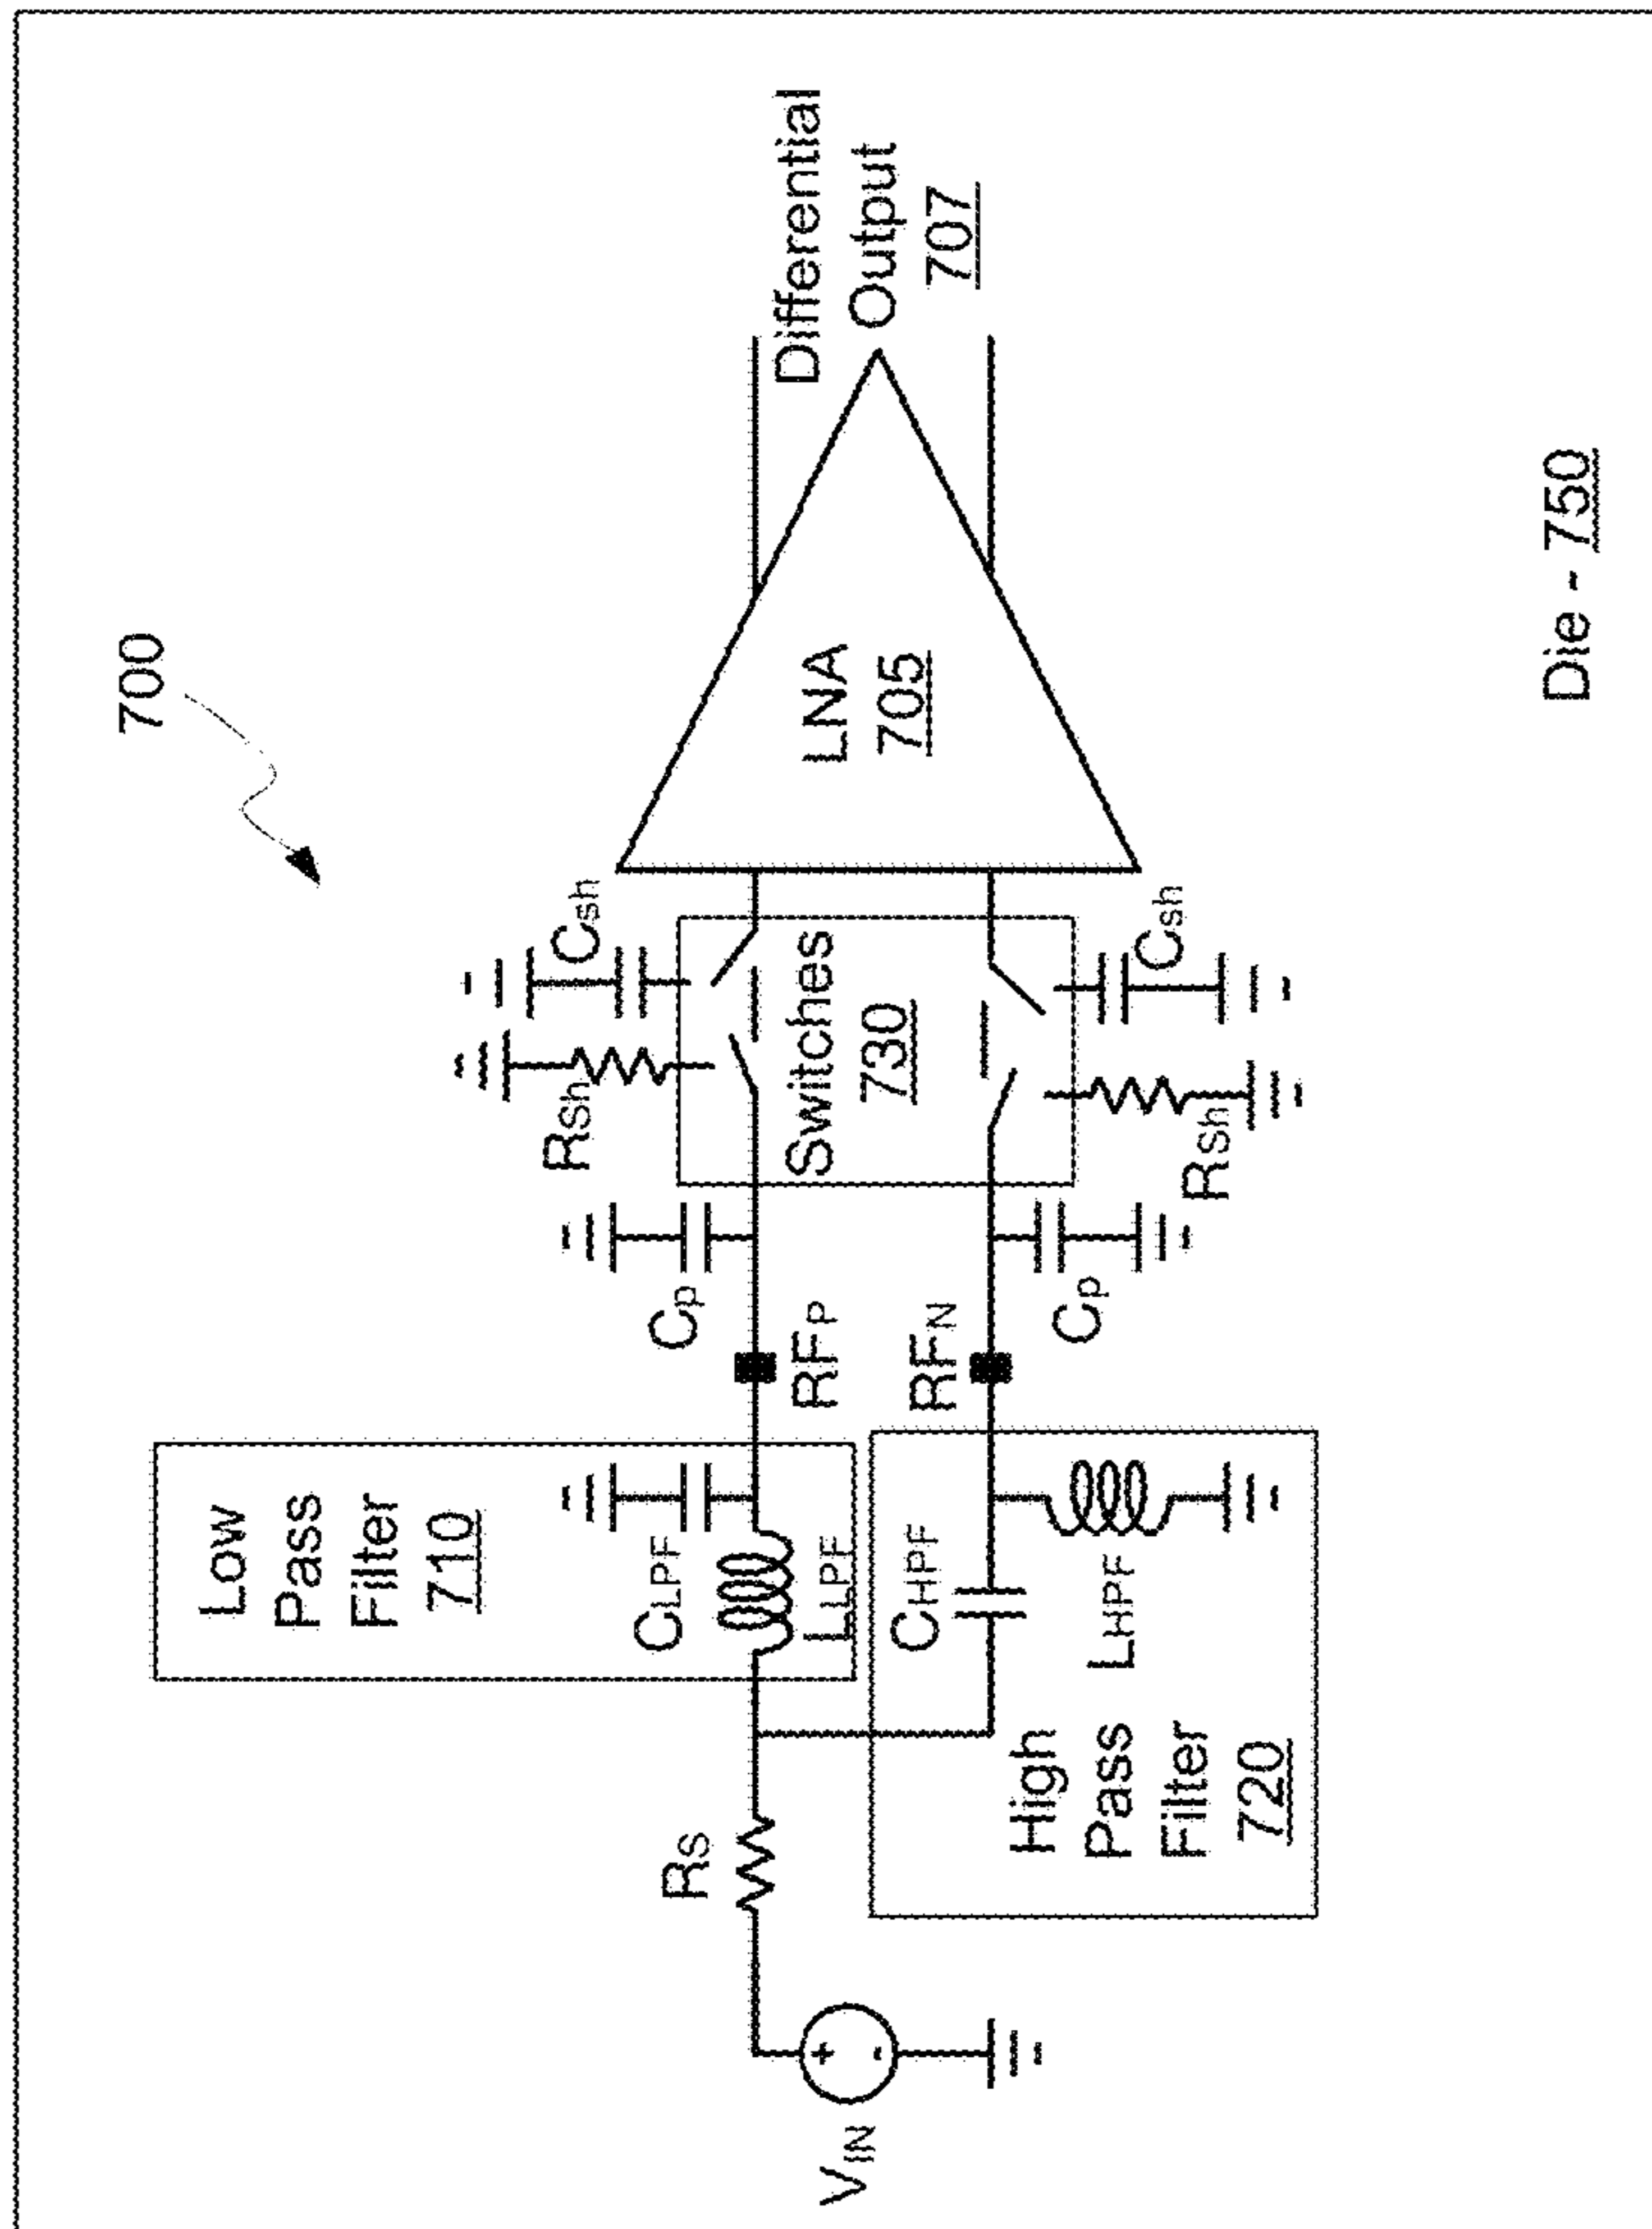 700
Low
Pass
Filter
710
CLPF
LLPF
High
Pass
Filter
720
CHPF
LHPF
VIN
+
-
RS
RFP
RFN
Cp
Cp
RSh
Csh
Switches
730
RSh
Csh
LNA
705
Differential
Output
707
Die - 750